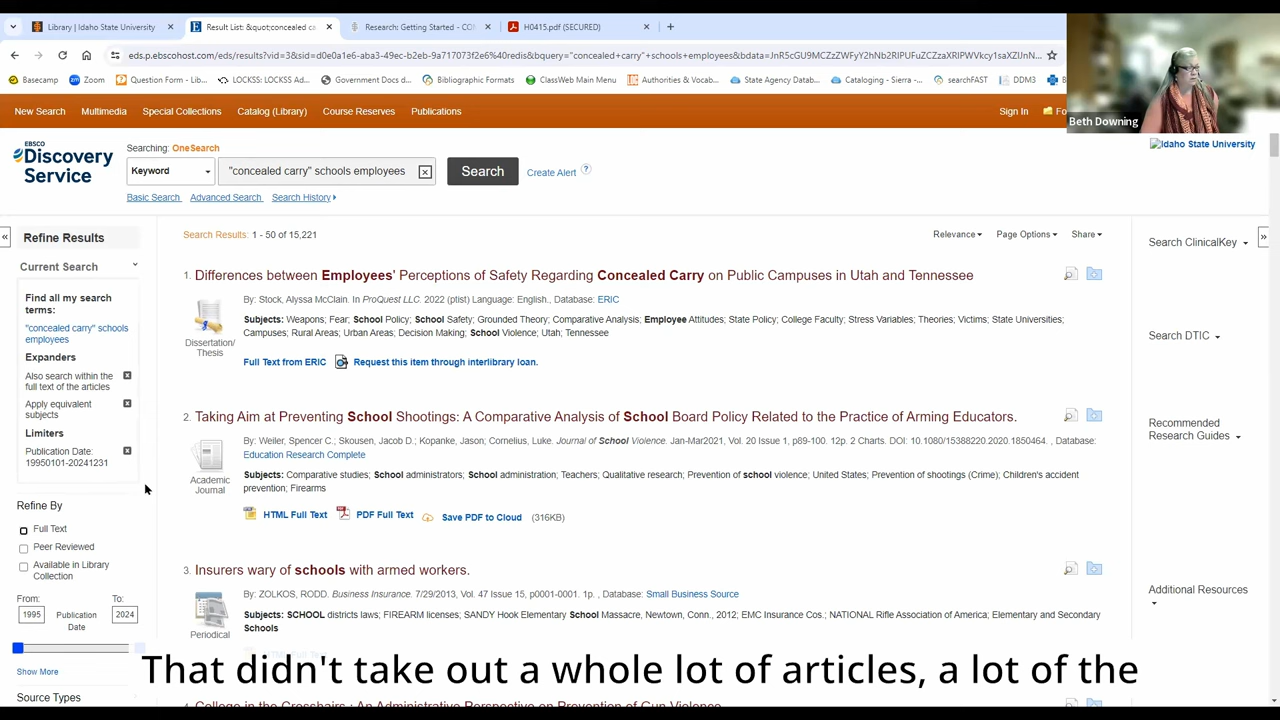 Library | Idaho State University
Result List: &quot;concealed ca
Research: Getting Started - CO
H0415.pdf (SECURED)
eds.p.ebscohost.com/eds/results?vid=3&sid=d0e0a1e6-aba3-49ec-b2eb-9a717073f2e6%40redis&bquery="concealed+carry"+schools+employees&bdata=
Basecamp
Zoom
Question Form - Lib...
LOCKSS: LOCKSS Ad...
Government Docs d...
Bibliographic Formats
ClassWeb Main Menu
Authorities & Vocab...
State Agency Datab...
Cataloging - Sierra -...
searchFAST
DDM3
New Search
Multimedia
Special Collections
Catalog (Library)
Course Reserves
Publications
Sign In
Fo
Beth Downing
EBSCO
Discovery
Service
Searching: OneSearch
Keyword
"concealed carry" schools employees
Search
Create Alert ?
Basic Search
Advanced Search
Search History
Idaho State University
Refine Results
Current Search
Find all my search
terms:
"concealed carry" schools
employees
Expanders
Also search within the
full text of the articles
Apply equivalent
subjects
Limiters
Publication Date:
19950101-20241231
Refine By
Full Text
Peer Reviewed
Available in Library
Collection
From:
To:
1995
Publication
Date
2024
Show More
Source Types
Search Results: 1 - 50 of 15,221
Relevance
Page Options
Share
1. Differences between Employees' Perceptions of Safety Regarding Concealed Carry on Public Campuses in Utah and Tennessee
By: Stock, Alyssa McClain. In ProQuest LLC. 2022 (ptist) Language: English., Database: ERIC
Subjects: Weapons; Fear; School Policy; School Safety; Grounded Theory; Comparative Analysis; Employee Attitudes; State Policy; College Faculty; Stress Variables; Theories; Victims; State Universities;
Campuses; Rural Areas; Urban Areas; Decision Making; School Violence; Utah; Tennessee
Dissertation/
Thesis
Full Text from ERIC
Request this item through interlibrary loan.
2. Taking Aim at Preventing School Shootings: A Comparative Analysis of School Board Policy Related to the Practice of Arming Educators.
By: Weiler, Spencer C.; Skousen, Jacob D.; Kopanke, Jason; Cornelius, Luke. Journal of School Violence. Jan-Mar2021, Vol. 20 Issue 1, p89-100. 12p. 2 Charts. DOI: 10.1080/15388220.2020.1850464. , Database:
Education Research Complete
Subjects: Comparative studies; School administrators; School administration; Teachers; Qualitative research; Prevention of school violence; United States; Prevention of shootings (Crime); Children's accident
prevention; Firearms
Academic
Journal
HTML Full Text
PDF Full Text
Save PDF to Cloud
(316KB)
3. Insurers wary of schools with armed workers.
By: ZOLKOS, RODD. Business Insurance. 7/29/2013, Vol. 47 Issue 15, p0001-0001. 1p. , Database: Small Business Source
Subjects: SCHOOL districts laws; FIREARM licenses; SANDY Hook Elementary School Massacre, Newtown, Conn., 2012; EMC Insurance Cos.; NATIONAL Rifle Association of America; Elementary and Secondary
Schools
Periodical
Search ClinicalKey
Search DTIC
Recommended
Research Guides
Additional Resources
That didn't take out a whole lot of articles, a lot of the
College in the Crosshairs: An Administrative Perspective on Prevention of Gun Violence